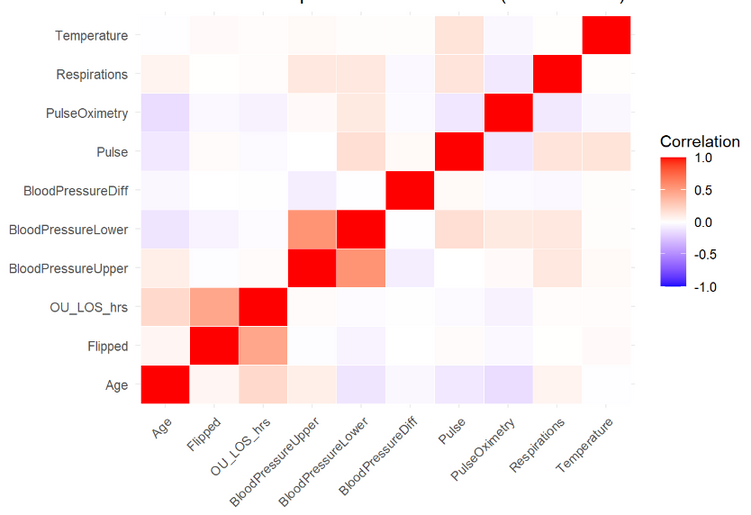 Temperature
Respirations
PulseOximetry
Pulse
BloodPressureDiff
BloodPressureLower
BloodPressureUpper
OU_LOS_hrs
Flipped
Age
Age
Flipped
OU_LOS_hrs
BloodPressureUpper
BloodPressureLower
BloodPressureDiff
Pulse
PulseOximetry
Respirations
Temperature
Correlation
1.0
0.5
0.0
-0.5
-1.0